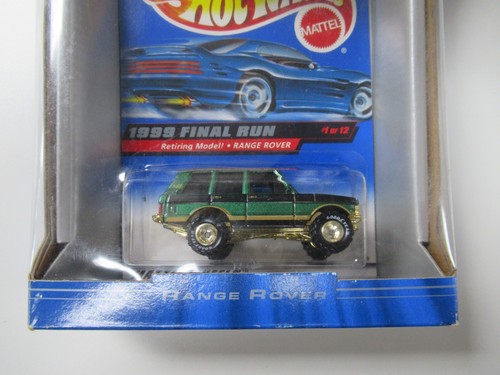 HOT WHEELS
MATTEL
1999 FINAL RUN
#1 of 12
Retiring Model! • RANGE ROVER
RANGE ROVER